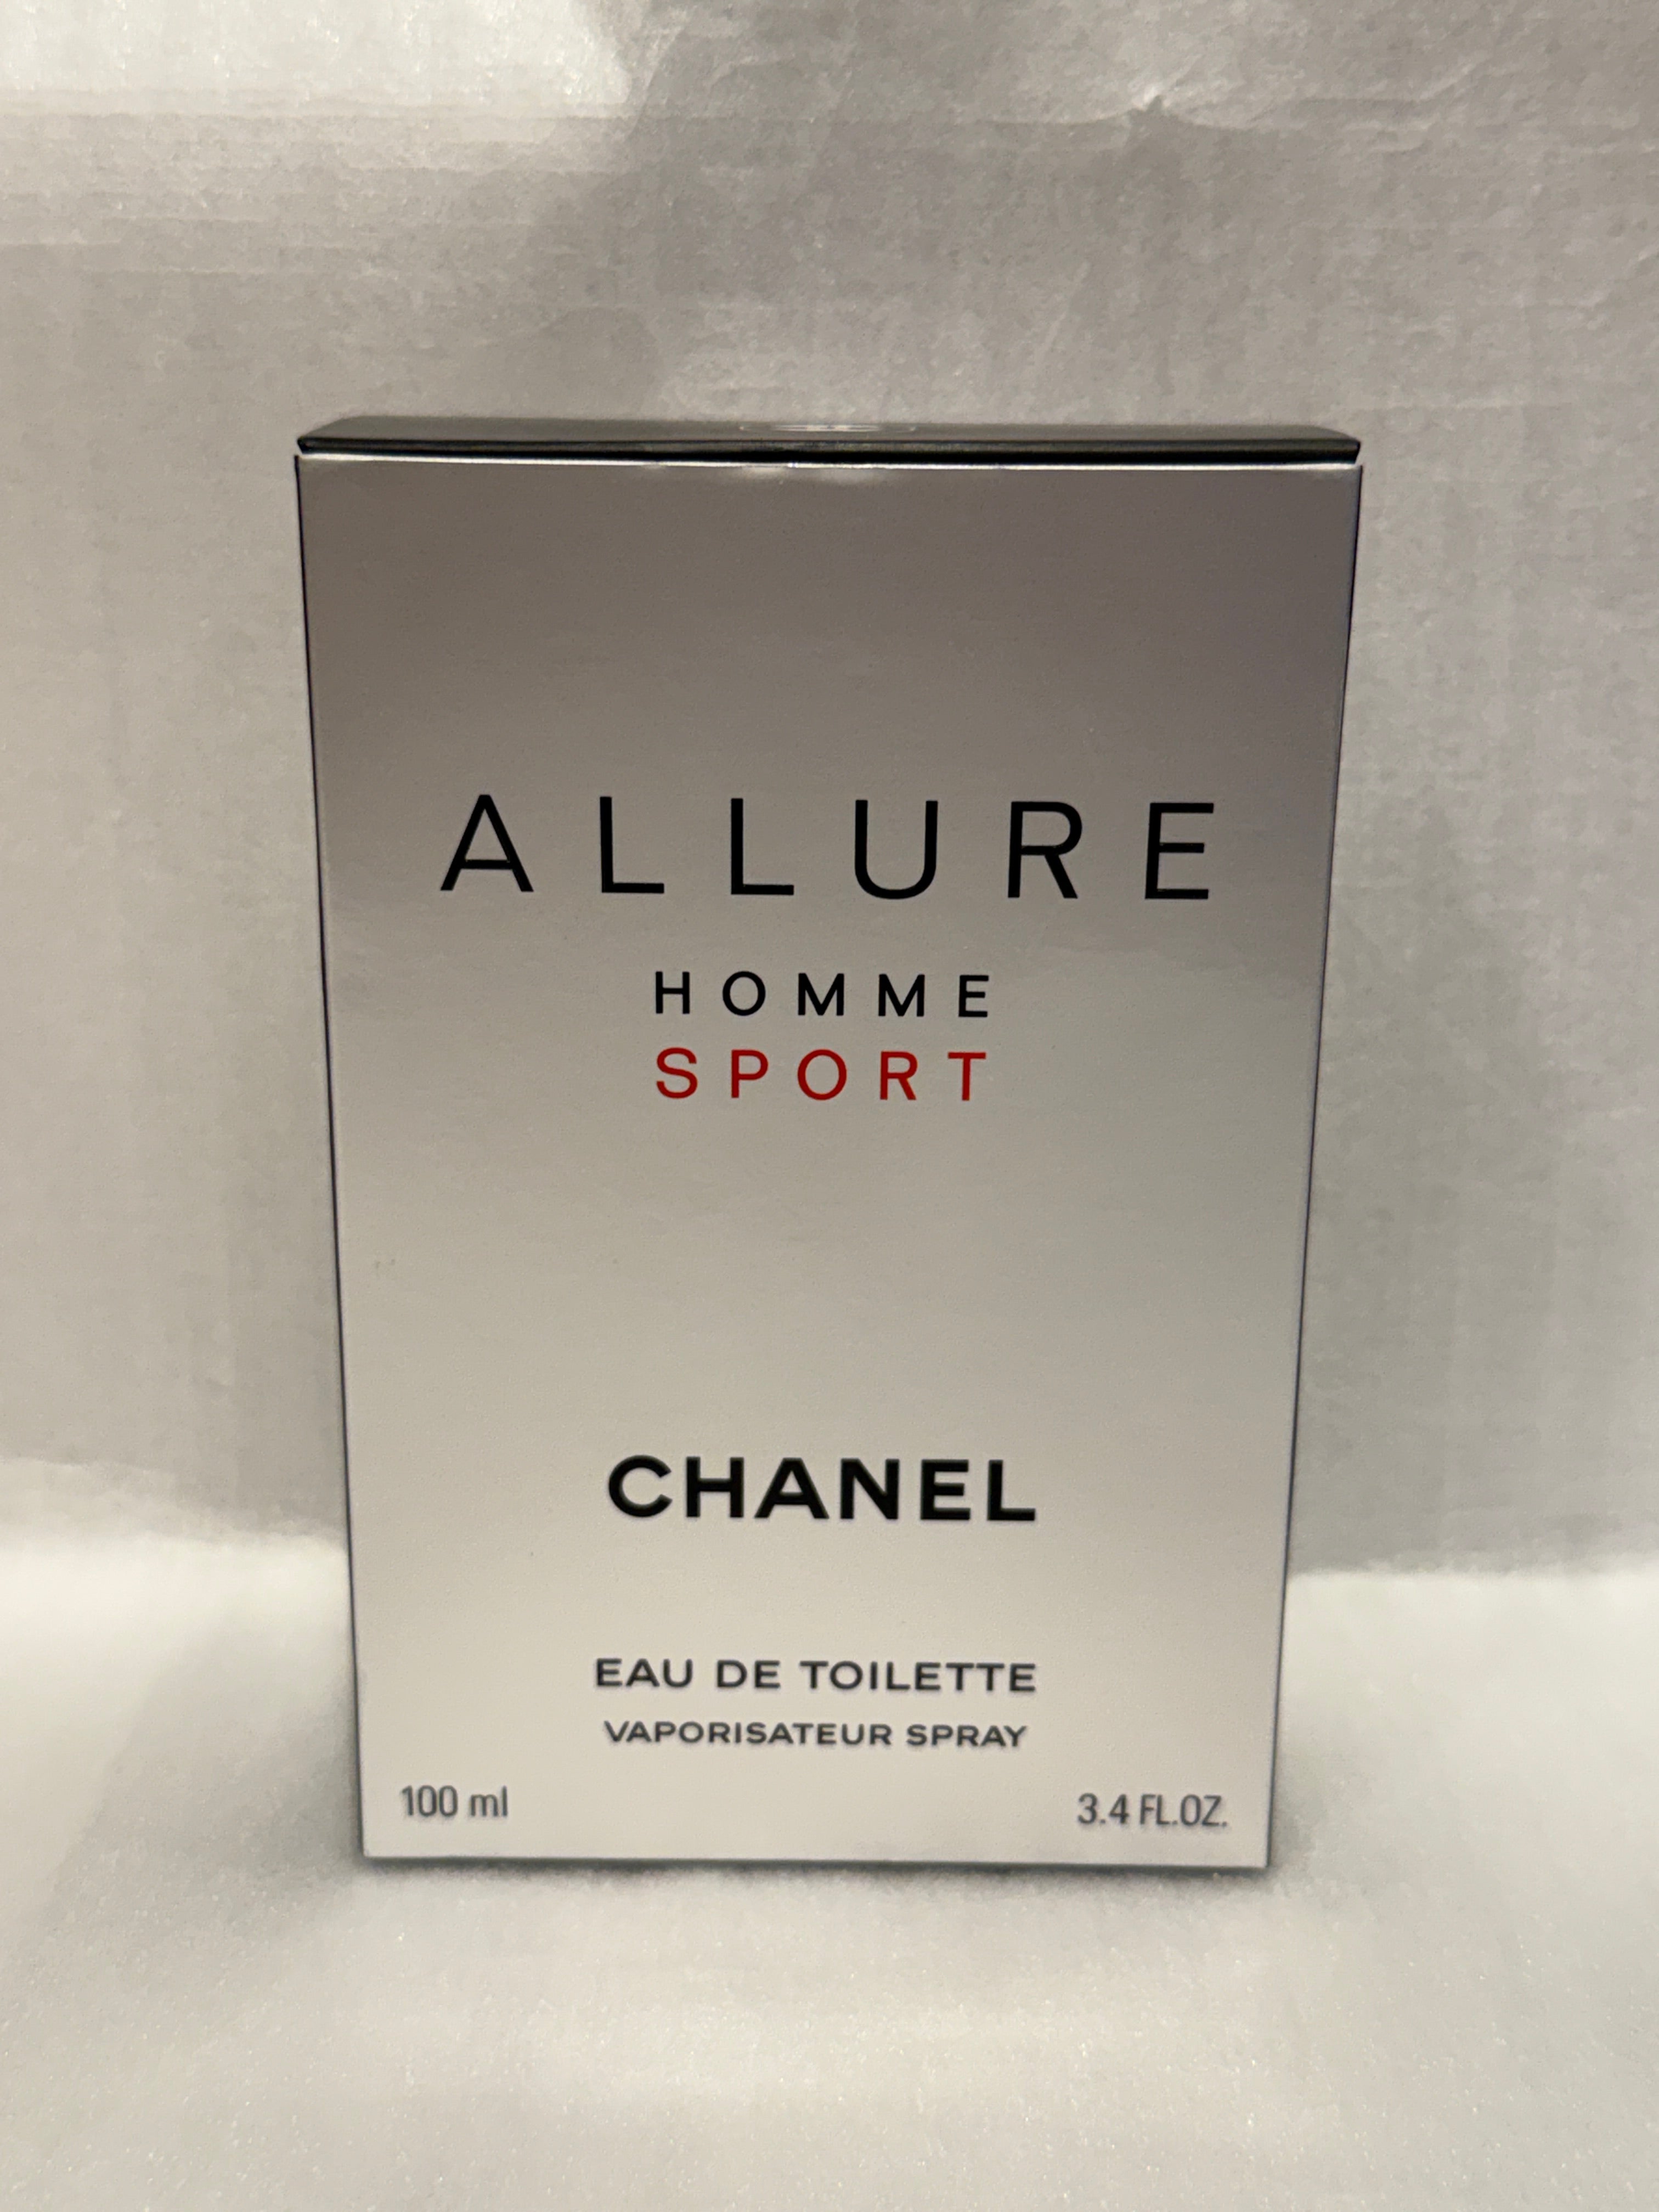 ALLURE
HOMME
SPORT
CHANEL
EAU DE TOILETTE
VAPORISATEUR SPRAY
100 ml 3.4 FL.OZ.